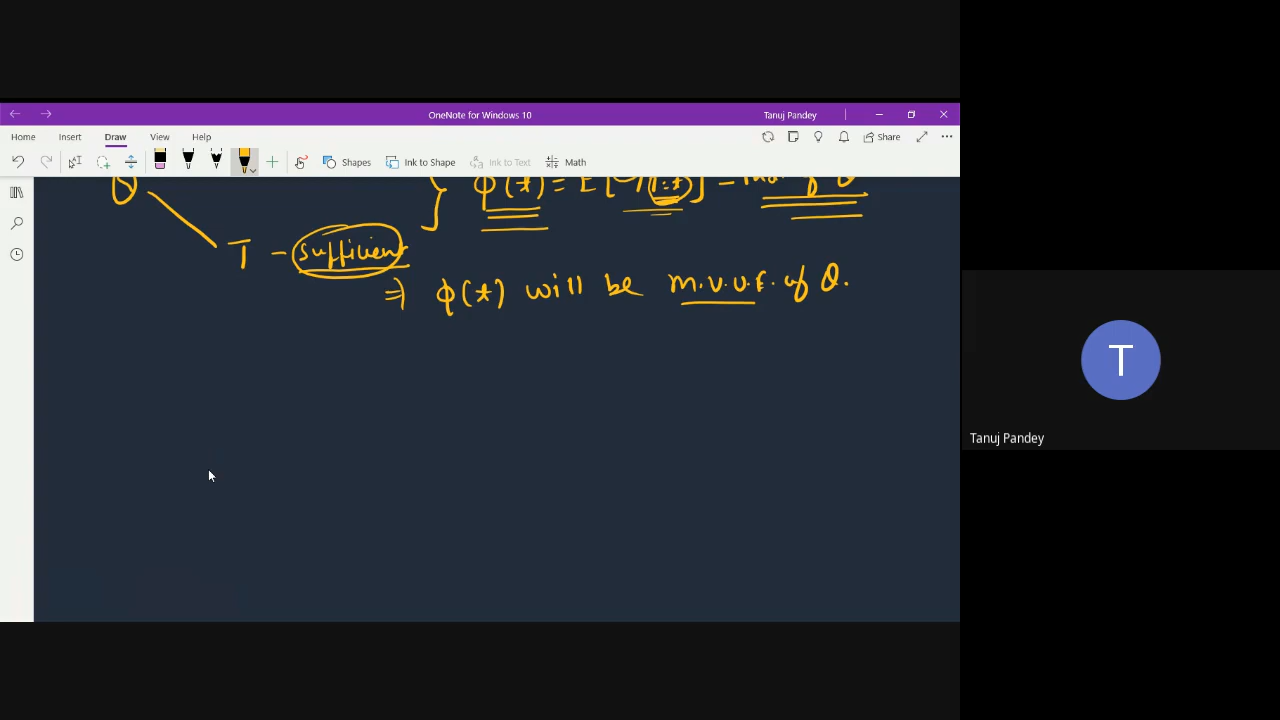 OneNote for Windows 10
Tanuj Pandey
Home Insert Draw View Help
Share
Shapes Ink to Shape Ink to Text Math
θ
ϕ(t) = E [ T=t ] - of θ
T - sufficient
⇒ ϕ(t) will be m.v.u.E. of θ.
T
Tanuj Pandey